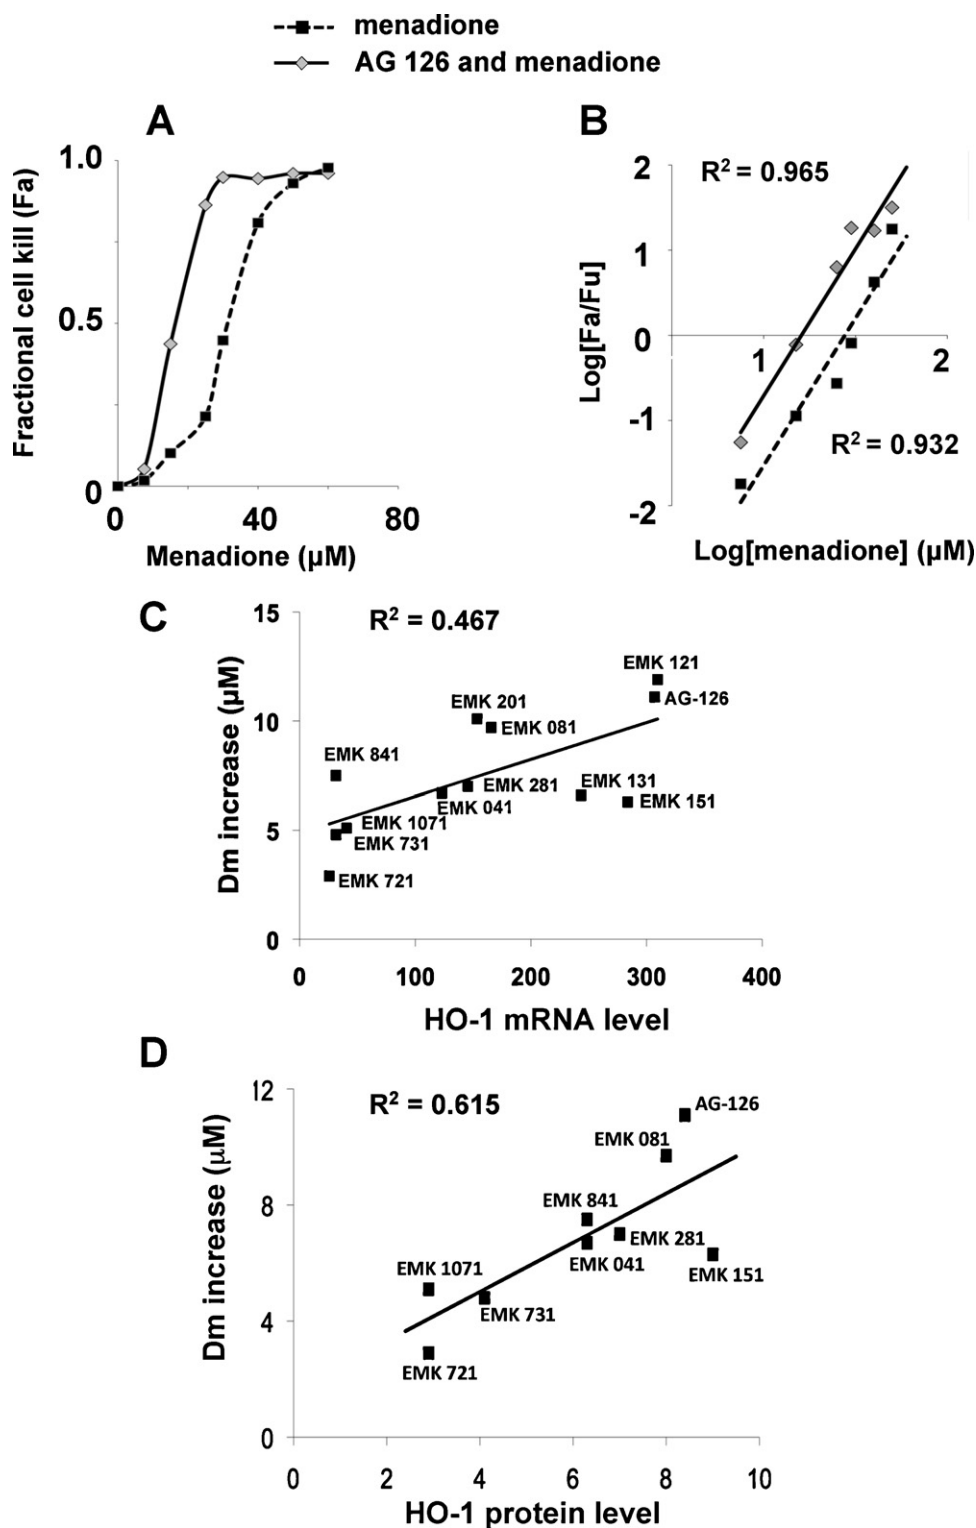 menadione
AG 126 and menadione
A
B
1.0
0.5
0
0
40
80
Fractional cell kill (Fa)
Menadione (µM)
2
1
0
-1
-2
1
2
R² = 0.965
R² = 0.932
Log[Fa/Fu]
Log[menadione] (µM)
C
R² = 0.467
15
10
5
0
Dm increase (µM)
EMK 121
AG-126
EMK 201
EMK 081
EMK 841
EMK 281
EMK 131
EMK 041
EMK 151
EMK 1071
EMK 731
EMK 721
0
100
200
300
400
HO-1 mRNA level
D
R² = 0.615
12
8
4
0
Dm increase (µM)
AG-126
EMK 081
EMK 841
EMK 281
EMK 041
EMK 151
EMK 1071
EMK 731
EMK 721
0
2
4
6
8
10
HO-1 protein level